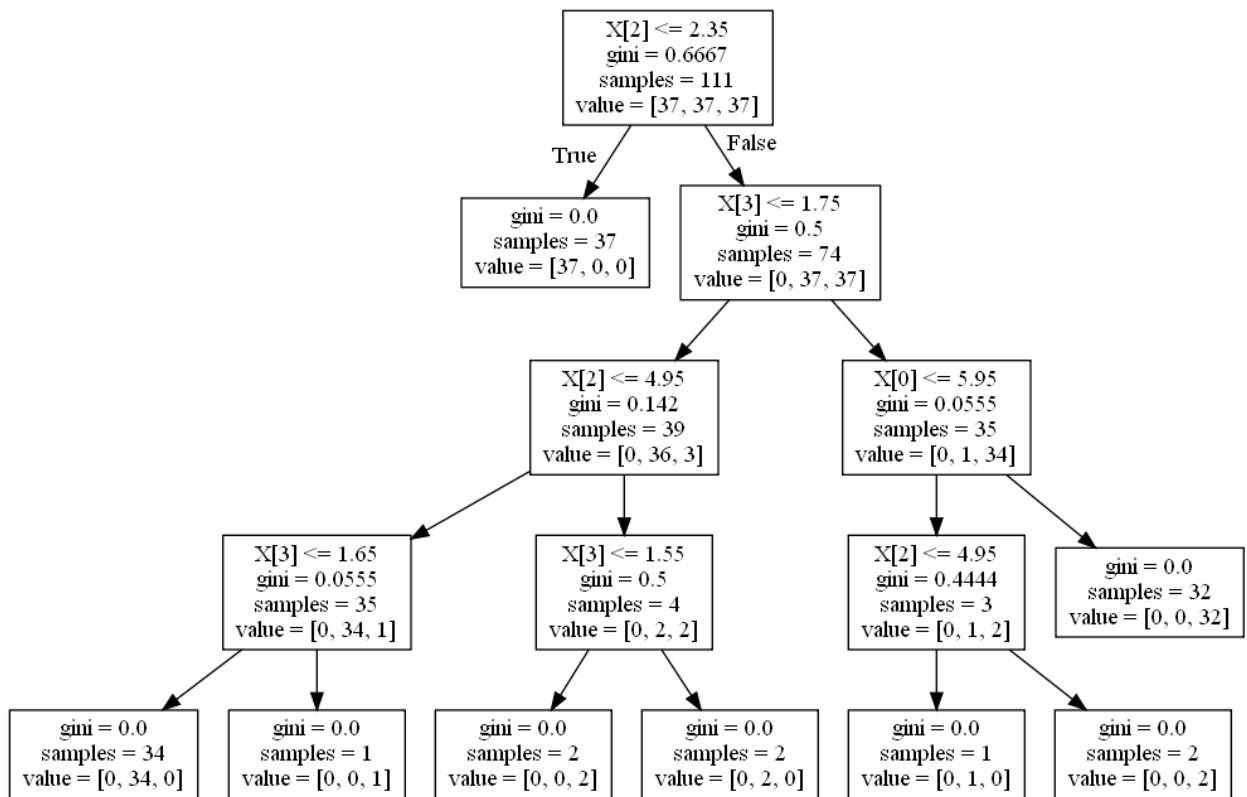 X[2] <= 2.35
gini = 0.6667
samples = 111
value = [37, 37, 37]
True
False
gini = 0.0
samples = 37
value = [37, 0, 0]
X[3] <= 1.75
gini = 0.5
samples = 74
value = [0, 37, 37]
X[2] <= 4.95
gini = 0.142
samples = 39
value = [0, 36, 3]
X[0] <= 5.95
gini = 0.0555
samples = 35
value = [0, 1, 34]
X[3] <= 1.65
gini = 0.0555
samples = 35
value = [0, 34, 1]
X[3] <= 1.55
gini = 0.5
samples = 4
value = [0, 2, 2]
X[2] <= 4.95
gini = 0.4444
samples = 3
value = [0, 1, 2]
gini = 0.0
samples = 32
value = [0, 0, 32]
gini = 0.0
samples = 34
value = [0, 34, 0]
gini = 0.0
samples = 1
value = [0, 0, 1]
gini = 0.0
samples = 2
value = [0, 0, 2]
gini = 0.0
samples = 2
value = [0, 2, 0]
gini = 0.0
samples = 1
value = [0, 1, 0]
gini = 0.0
samples = 2
value = [0, 0, 2]